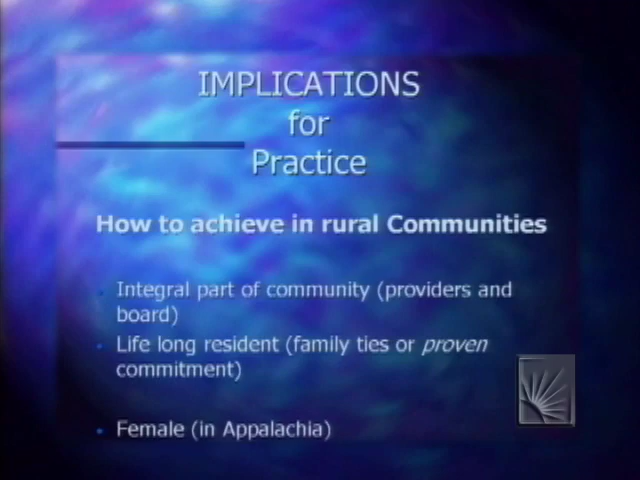 IMPLICATIONS
for
Practice
How to achieve in rural Communities
• Integral part of community (providers and
board)
• Life long resident (family ties or proven
commitment)
• Female (in Appalachia)